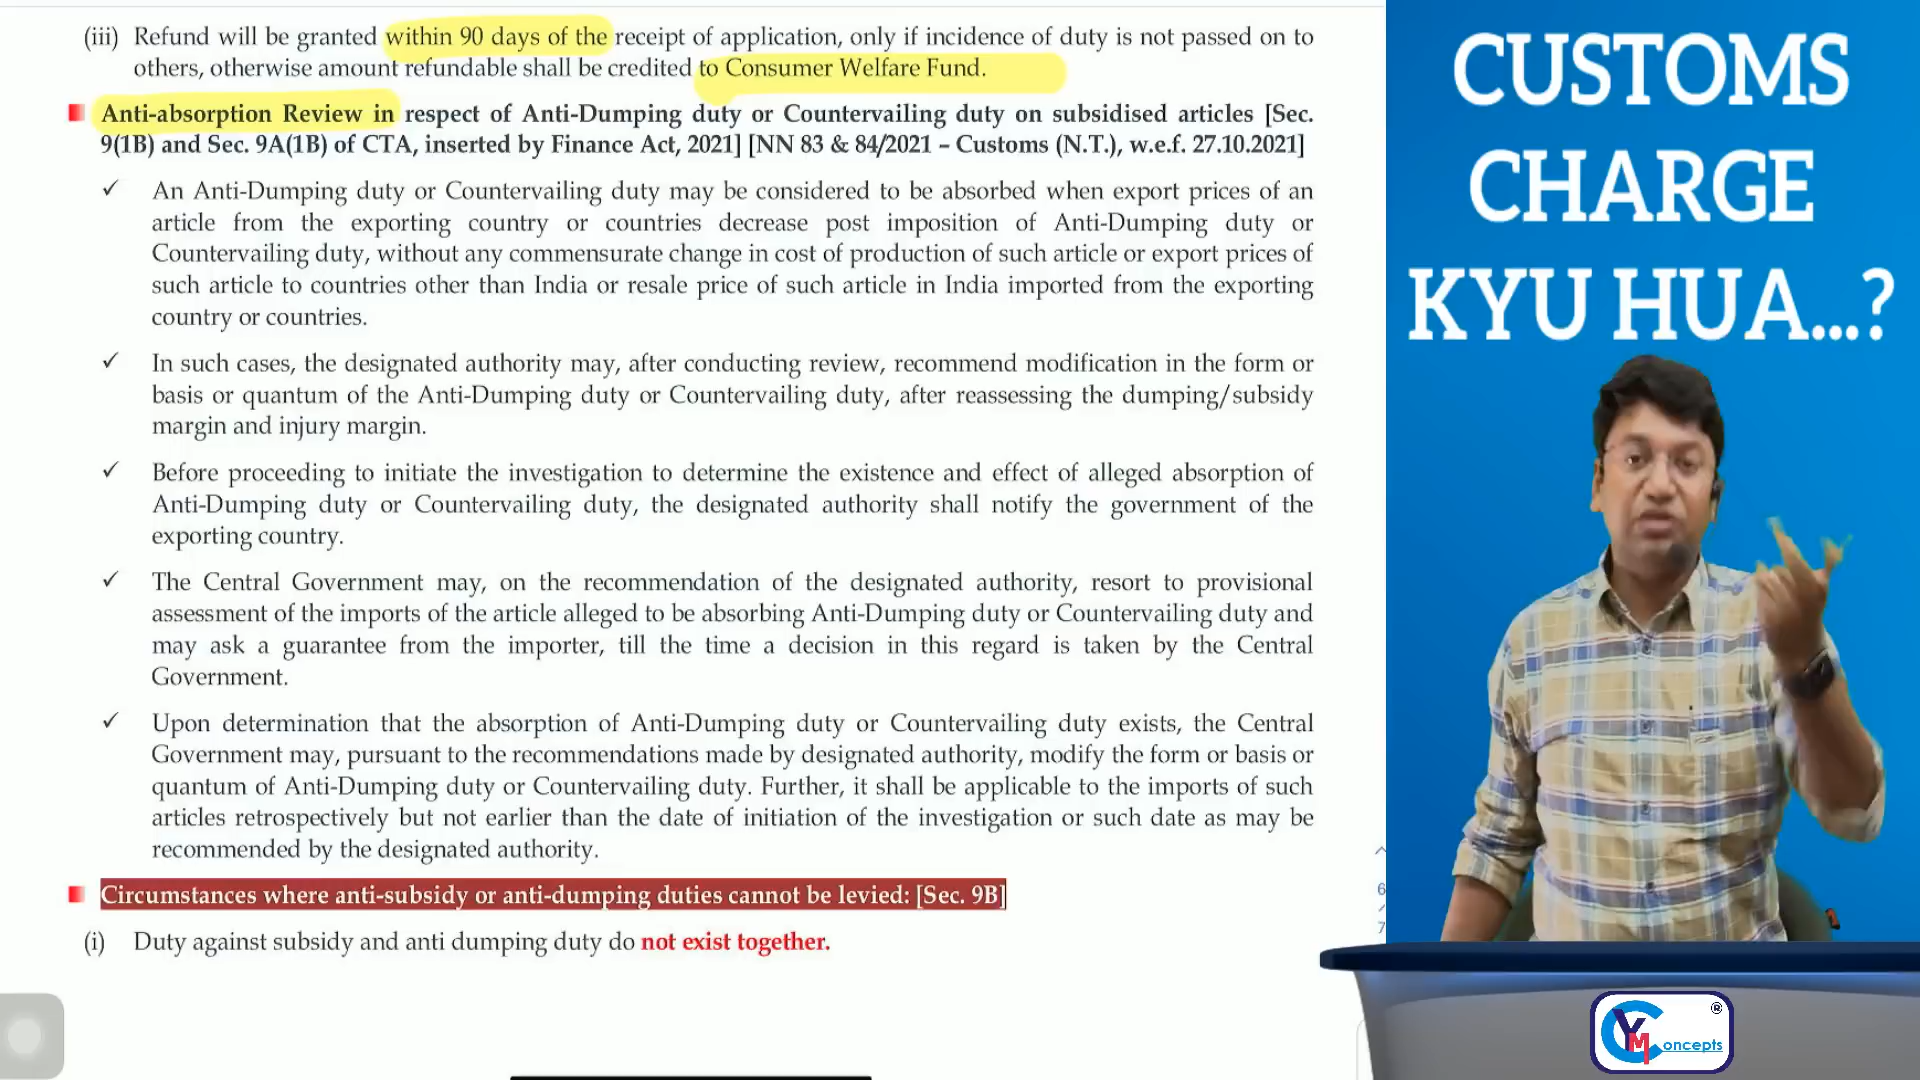 (iii) Refund will be granted within 90 days of the receipt of application, only if incidence of duty is not passed on to
others, otherwise amount refundable shall be credited to Consumer Welfare Fund.
Anti-absorption Review in respect of Anti-Dumping duty or Countervailing duty on subsidised articles [Sec.
9(1B) and Sec. 9A(1B) of CTA, inserted by Finance Act, 2021] [NN 83 & 84/2021 – Customs (N.T.), w.e.f. 27.10.2021]
✓ An Anti-Dumping duty or Countervailing duty may be considered to be absorbed when export prices of an
article from the exporting country or countries decrease post imposition of Anti-Dumping duty or
Countervailing duty, without any commensurate change in cost of production of such article or export prices of
such article to countries other than India or resale price of such article in India imported from the exporting
country or countries.
✓ In such cases, the designated authority may, after conducting review, recommend modification in the form or
basis or quantum of the Anti-Dumping duty or Countervailing duty, after reassessing the dumping/subsidy
margin and injury margin.
✓ Before proceeding to initiate the investigation to determine the existence and effect of alleged absorption of
Anti-Dumping duty or Countervailing duty, the designated authority shall notify the government of the
exporting country.
✓ The Central Government may, on the recommendation of the designated authority, resort to provisional
assessment of the imports of the article alleged to be absorbing Anti-Dumping duty or Countervailing duty and
may ask a guarantee from the importer, till the time a decision in this regard is taken by the Central
Government.
✓ Upon determination that the absorption of Anti-Dumping duty or Countervailing duty exists, the Central
Government may, pursuant to the recommendations made by designated authority, modify the form or basis or
quantum of Anti-Dumping duty or Countervailing duty. Further, it shall be applicable to the imports of such
articles retrospectively but not earlier than the date of initiation of the investigation or such date as may be
recommended by the designated authority.
Circumstances where anti-subsidy or anti-dumping duties cannot be levied: [Sec. 9B]
(i) Duty against subsidy and anti dumping duty do not exist together.
6
/
7
CUSTOMS
CHARGE
KYU HUA...?
YM Concepts ®